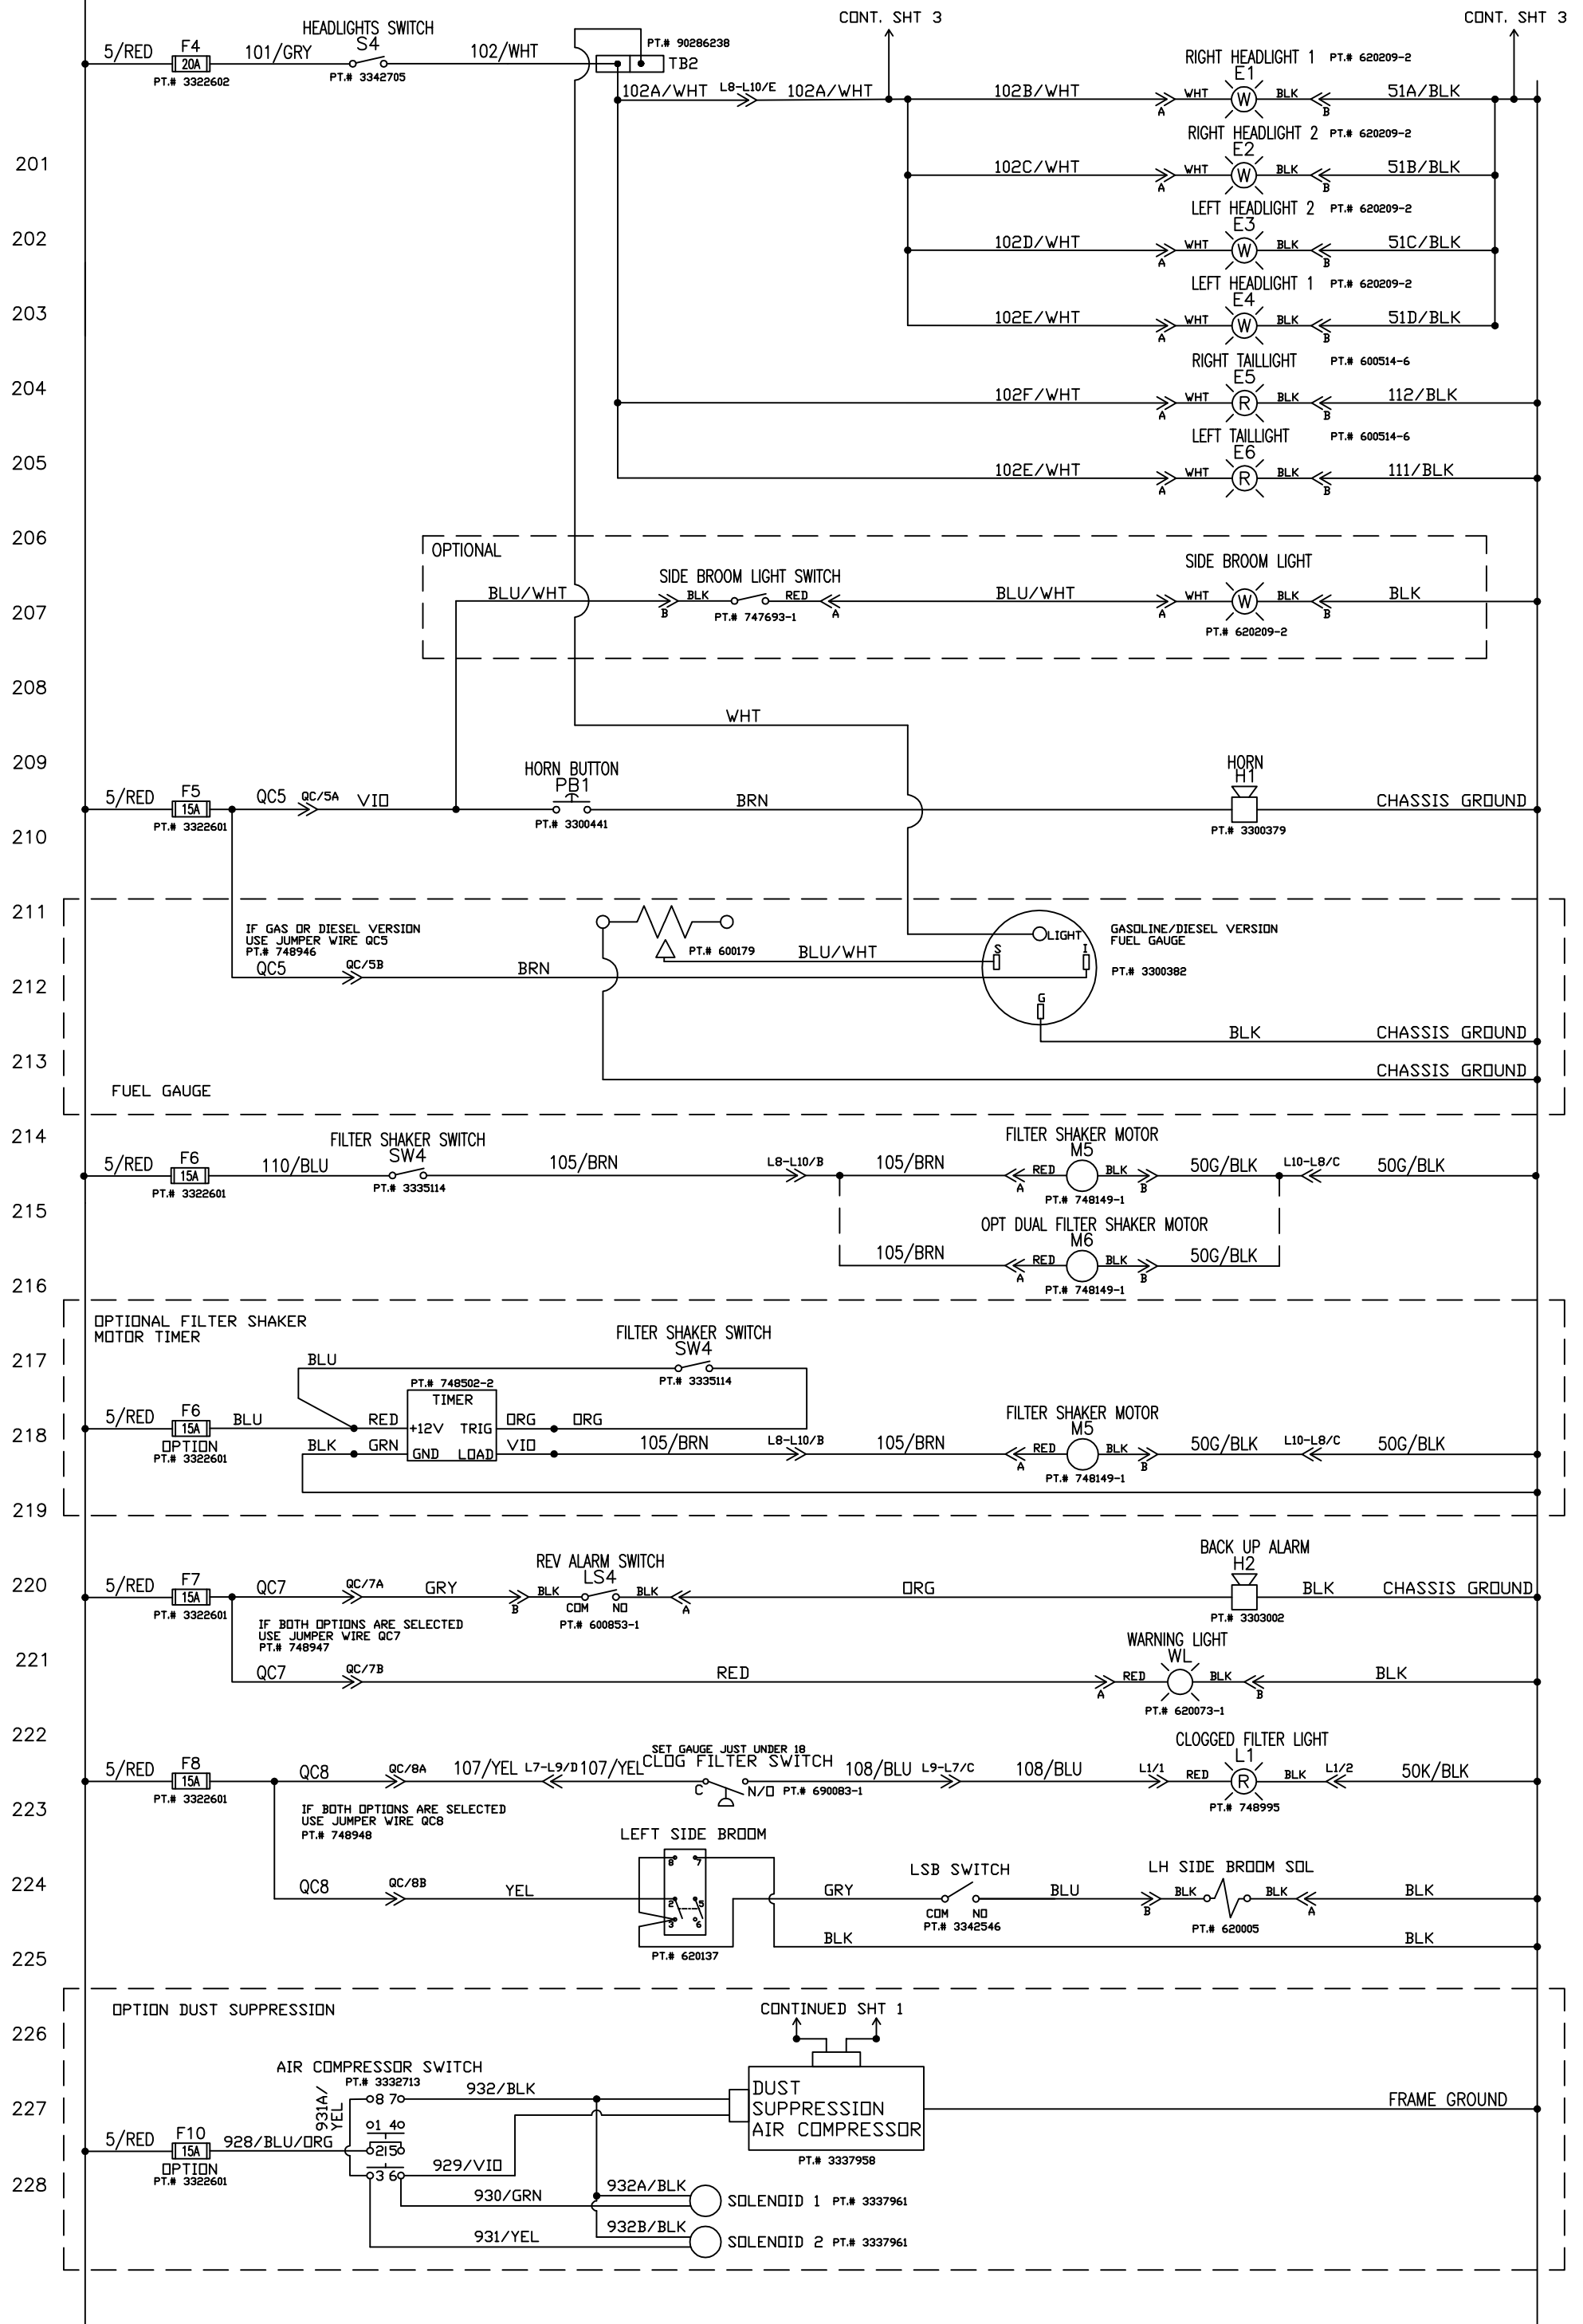 CONT. SHT 3
CONT. SHT 3
HEADLIGHTS SWITCH
S4
5/RED
F4
20A
PT.# 3322602
101/GRY
PT.# 3342705
102/WHT
PT.# 90286238
TB2
102A/WHT
L8-L10/E
102A/WHT
RIGHT HEADLIGHT 1 PT.# 620209-2
E1
102B/WHT
A
WHT
W
BLK
B
51A/BLK
201
RIGHT HEADLIGHT 2 PT.# 620209-2
E2
102C/WHT
A
WHT
W
BLK
B
51B/BLK
202
LEFT HEADLIGHT 2 PT.# 620209-2
E3
102D/WHT
A
WHT
W
BLK
B
51C/BLK
203
LEFT HEADLIGHT 1 PT.# 620209-2
E4
102E/WHT
A
WHT
W
BLK
B
51D/BLK
204
RIGHT TAILLIGHT PT.# 600514-6
E5
102F/WHT
A
WHT
R
BLK
B
112/BLK
205
LEFT TAILLIGHT PT.# 600514-6
E6
102E/WHT
A
WHT
R
BLK
B
111/BLK
206
OPTIONAL
207
BLU/WHT
SIDE BROOM LIGHT SWITCH
B
BLK
RED
A
PT.# 747693-1
BLU/WHT
SIDE BROOM LIGHT
A
WHT
W
BLK
B
PT.# 620209-2
BLK
208
WHT
209
5/RED
F5
15A
PT.# 3322601
QC5
QC/5A
VIO
HORN BUTTON
PB1
PT.# 3300441
BRN
HORN
H1
PT.# 3300379
CHASSIS GROUND
210
211
IF GAS OR DIESEL VERSION
USE JUMPER WIRE QC5
PT.# 748946
QC5
QC/5B
BRN
PT.# 600179
BLU/WHT
LIGHT
S
I
G
GASOLINE/DIESEL VERSION
FUEL GAUGE
PT.# 3300382
212
BLK
CHASSIS GROUND
213
CHASSIS GROUND
FUEL GAUGE
214
5/RED
F6
15A
PT.# 3322601
110/BLU
FILTER SHAKER SWITCH
SW4
PT.# 3335114
105/BRN
L8-L10/B
105/BRN
FILTER SHAKER MOTOR
M5
A
RED
BLK
B
PT.# 748149-1
50G/BLK
L10-L8/C
50G/BLK
215
OPT DUAL FILTER SHAKER MOTOR
M6
105/BRN
A
RED
BLK
B
PT.# 748149-1
50G/BLK
216
OPTIONAL FILTER SHAKER
MOTOR TIMER
217
BLU
FILTER SHAKER SWITCH
SW4
PT.# 3335114
PT.# 748502-2
TIMER
+12V TRIG
GND LOAD
218
5/RED
F6
15A
OPTION
PT.# 3322601
BLU
RED
ORG
ORG
BLK
GRN
VIO
105/BRN
L8-L10/B
105/BRN
FILTER SHAKER MOTOR
M5
A
RED
BLK
B
PT.# 748149-1
50G/BLK
L10-L8/C
50G/BLK
219
220
5/RED
F7
15A
PT.# 3322601
QC7
QC/7A
GRY
REV ALARM SWITCH
LS4
B
BLK
COM NO
BLK
A
PT.# 600853-1
ORG
BACK UP ALARM
H2
PT.# 3303002
BLK
CHASSIS GROUND
IF BOTH OPTIONS ARE SELECTED
USE JUMPER WIRE QC7
PT.# 748947
221
QC7
QC/7B
RED
WARNING LIGHT
WL
A
RED
BLK
B
PT.# 620073-1
BLK
222
5/RED
F8
15A
PT.# 3322601
QC8
QC/8A
107/YEL
L7-L9/D
107/YEL
SET GAUGE JUST UNDER 18
CLOG FILTER SWITCH
C
N/O PT.# 690083-1
108/BLU
L9-L7/C
108/BLU
CLOGGED FILTER LIGHT
L1
L1/1
RED
R
BLK
L1/2
PT.# 748995
50K/BLK
223
IF BOTH OPTIONS ARE SELECTED
USE JUMPER WIRE QC8
PT.# 748948
224
QC8
QC/8B
YEL
LEFT SIDE BROOM
8
7
2
5
3
6
PT.# 620137
GRY
LSB SWITCH
COM NO
PT.# 3342546
BLU
LH SIDE BROOM SOL
B
BLK
BLK
A
PT.# 620005
BLK
225
BLK
BLK
OPTION DUST SUPPRESSION
226
CONTINUED SHT 1
AIR COMPRESSOR SWITCH
PT.# 3332713
227
931A/
YEL
8 7
1 4
2 5
3 6
932/BLK
DUST
SUPPRESSION
AIR COMPRESSOR
PT.# 3337958
FRAME GROUND
5/RED
F10
15A
OPTION
PT.# 3322601
928/BLU/ORG
929/VIO
228
930/GRN
932A/BLK
SOLENOID 1 PT.# 3337961
931/YEL
932B/BLK
SOLENOID 2 PT.# 3337961